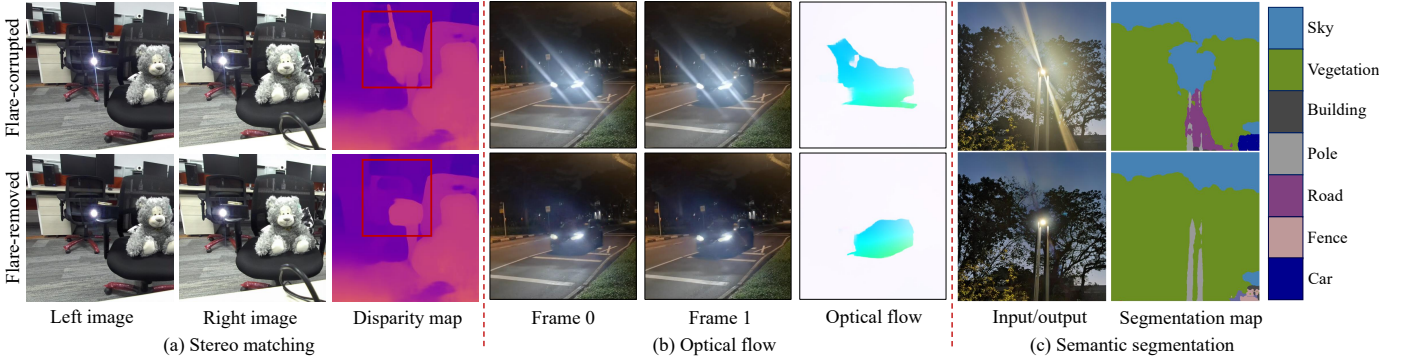 Flare-corrupted
Flare-removed
Left image
Right image
Disparity map
(a) Stereo matching
Frame 0
Frame 1
Optical flow
(b) Optical flow
Input/output
Segmentation map
(c) Semantic segmentation
Sky
Vegetation
Building
Pole
Road
Fence
Car